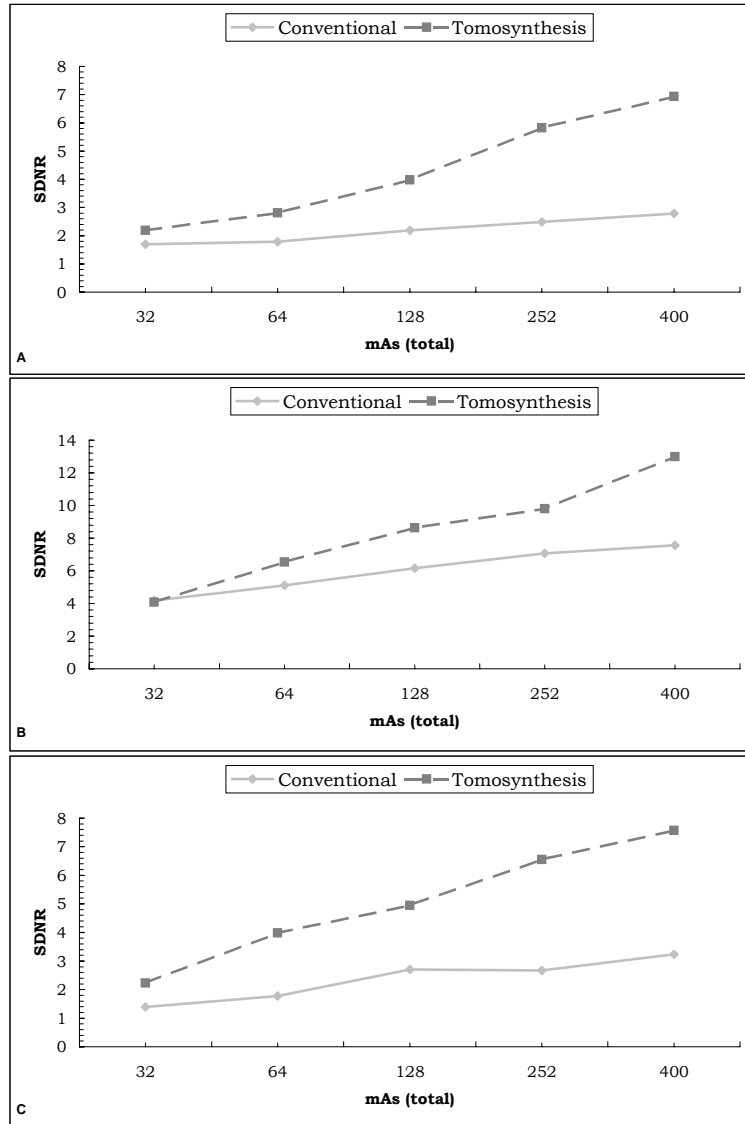 Conventional Tomosynthesis
8
7
6
5
4
3
2
1
0
SDNR
32 64 128 252 400
mAs (total)
A
Conventional Tomosynthesis
14
12
10
8
6
4
2
0
SDNR
32 64 128 252 400
mAs (total)
B
Conventional Tomosynthesis
8
7
6
5
4
3
2
1
0
SDNR
32 64 128 252 400
mAs (total)
C